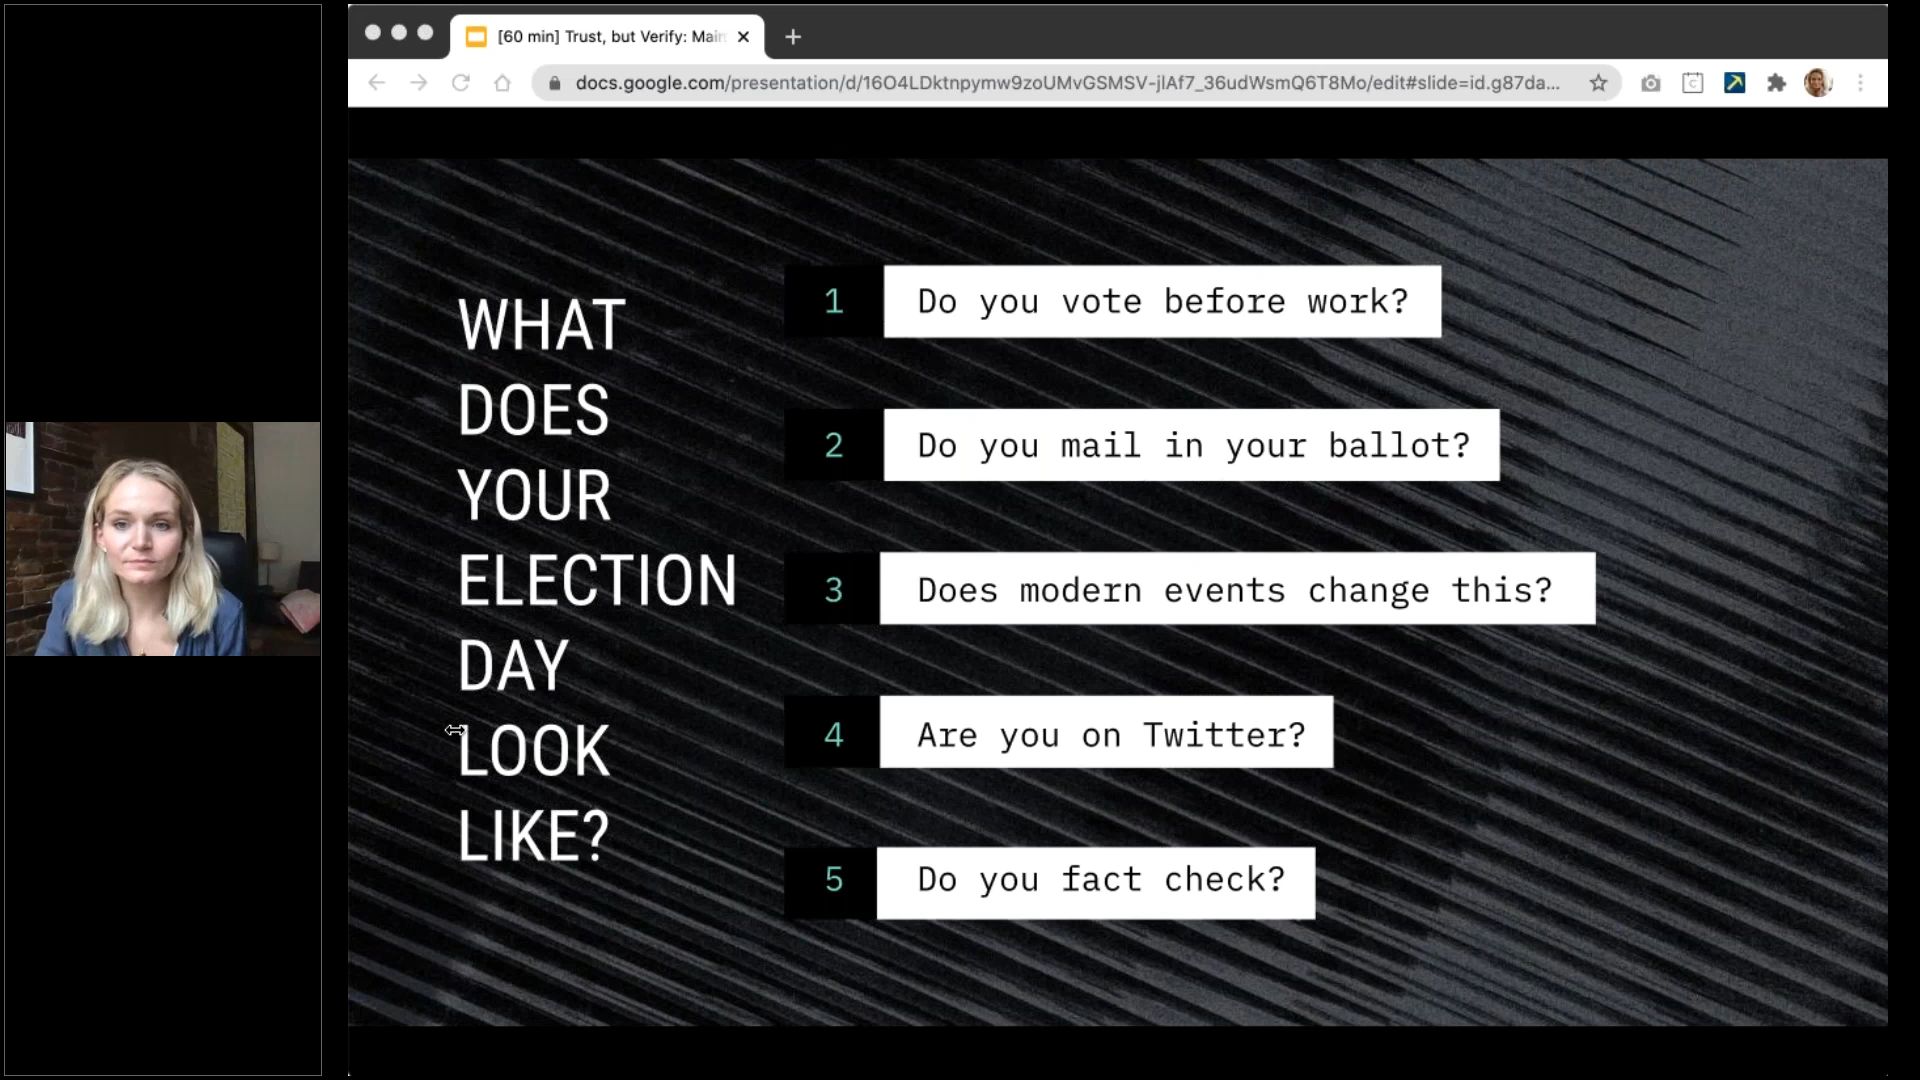 [60 min] Trust, but Verify: Main
docs.google.com/presentation/d/16O4LDktnpymw9zoUMvGSMSV-jlAf7_36udWsmQ6T8Mo/edit#slide=id.g87da...
WHAT
DOES
YOUR
ELECTION
DAY
LOOK
LIKE?
1 Do you vote before work?
2 Do you mail in your ballot?
3 Does modern events change this?
4 Are you on Twitter?
5 Do you fact check?